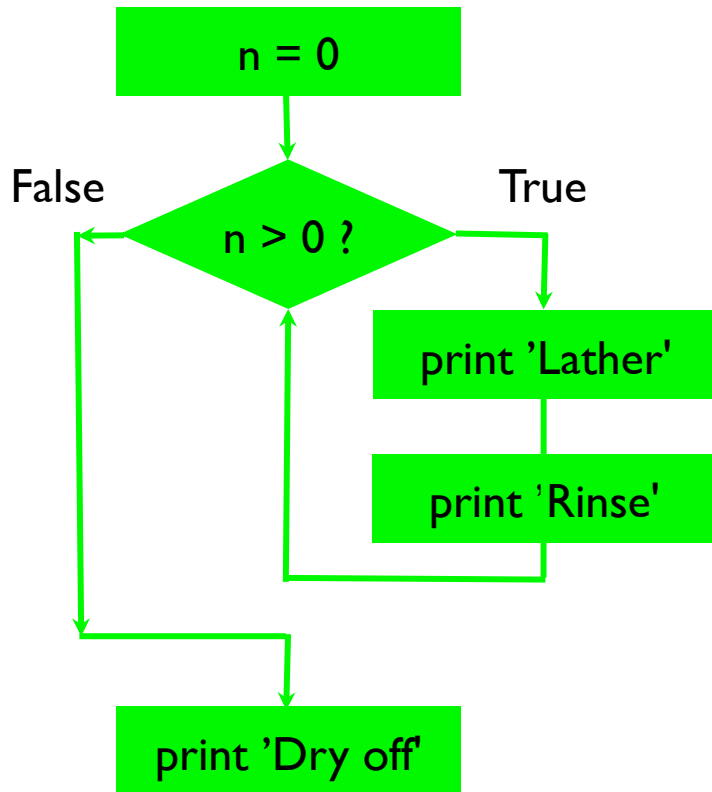 n = 0
False
True
n > 0 ?
print 'Lather'
print 'Rinse'
print 'Dry off'